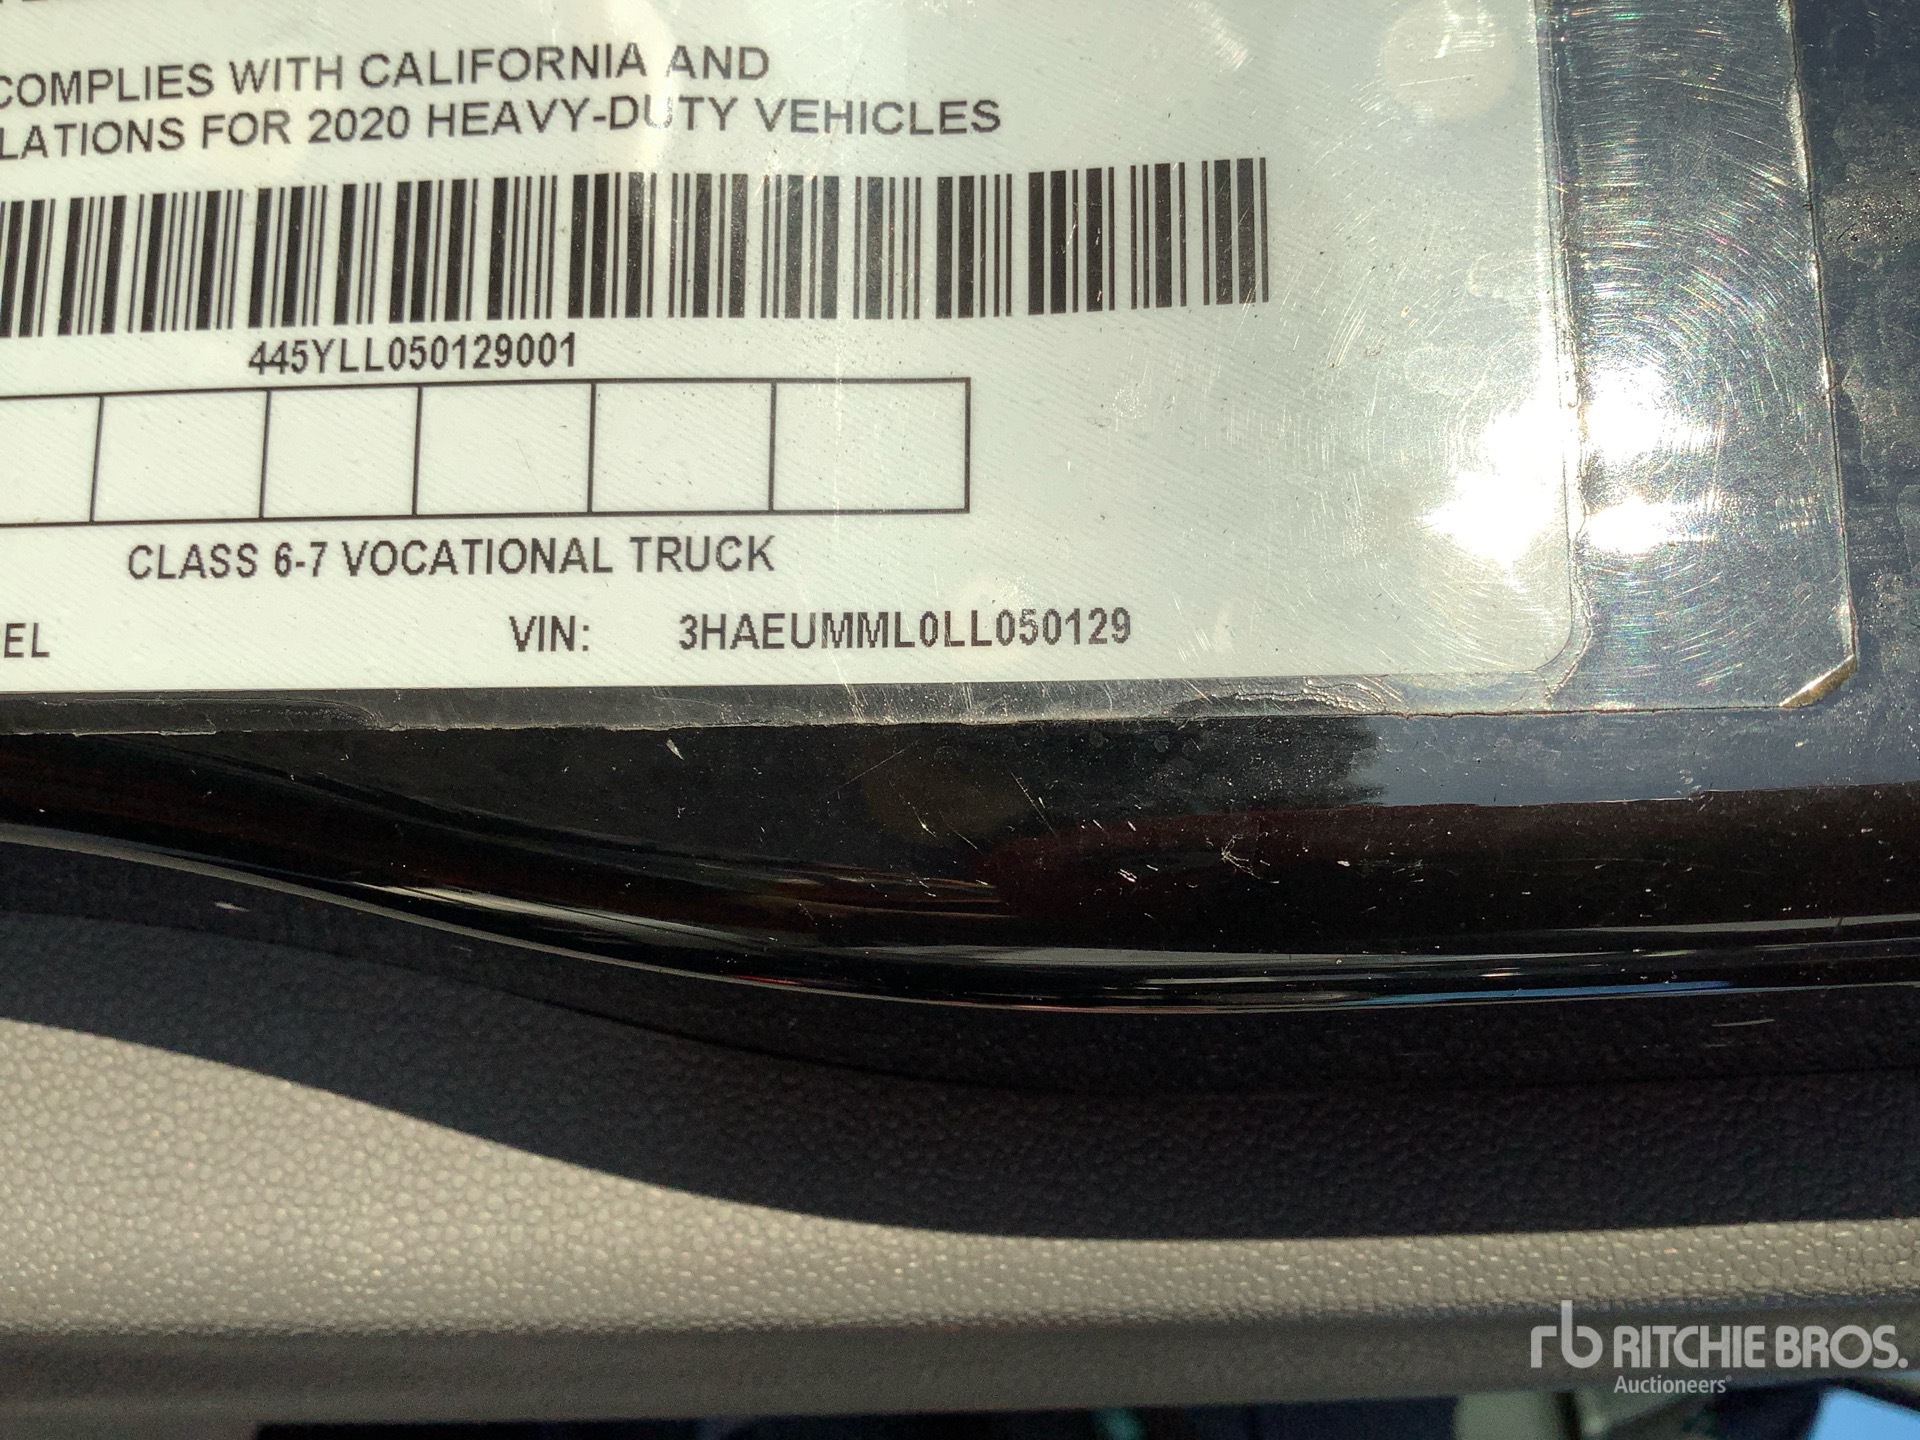 COMPLIES WITH CALIFORNIA AND
LATIONS FOR 2020 HEAVY-DUTY VEHICLES
445YLL050129001
CLASS 6-7 VOCATIONAL TRUCK
EL VIN: 3HAEUMML0LL050129
rb RITCHIE BROS.
Auctioneers